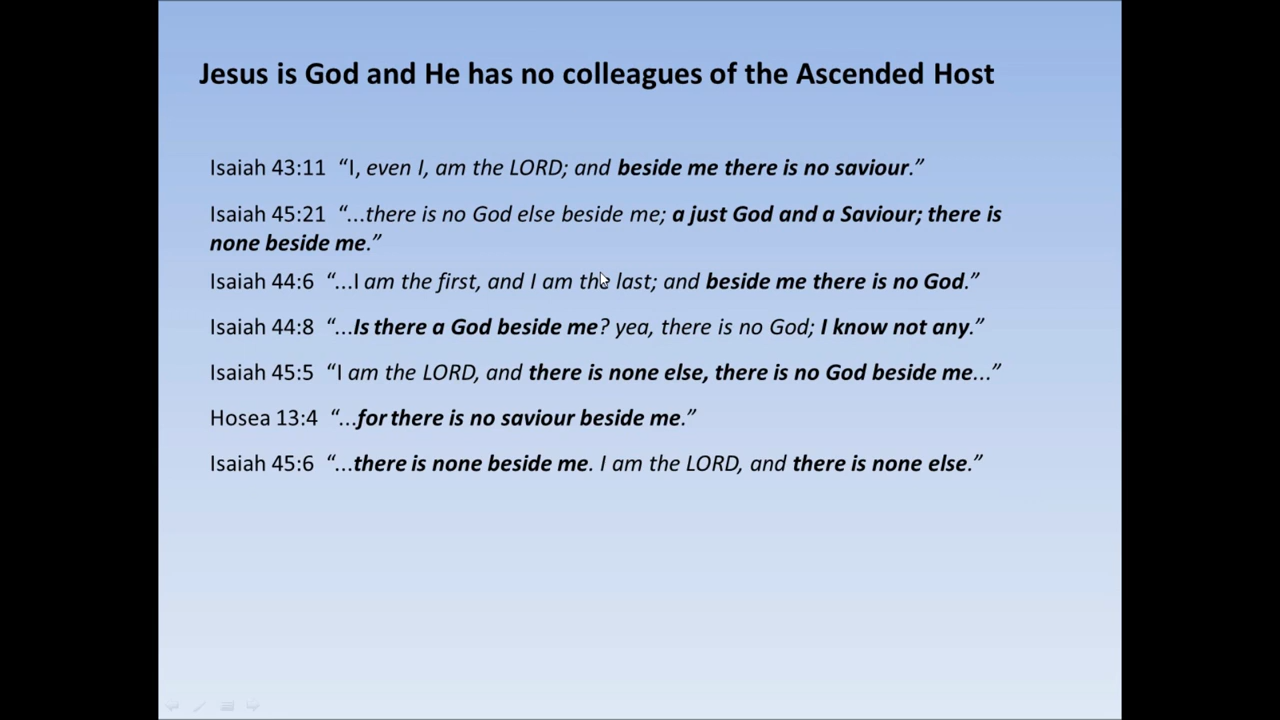 Jesus is God and He has no colleagues of the Ascended Host
Isaiah 43:11 “I, even I, am the LORD; and beside me there is no saviour.”
Isaiah 45:21 “...there is no God else beside me; a just God and a Saviour; there is
none beside me.”
Isaiah 44:6 “...I am the first, and I am the last; and beside me there is no God.”
Isaiah 44:8 “...Is there a God beside me? yea, there is no God; I know not any.”
Isaiah 45:5 “I am the LORD, and there is none else, there is no God beside me...”
Hosea 13:4 “...for there is no saviour beside me.”
Isaiah 45:6 “...there is none beside me. I am the LORD, and there is none else.”